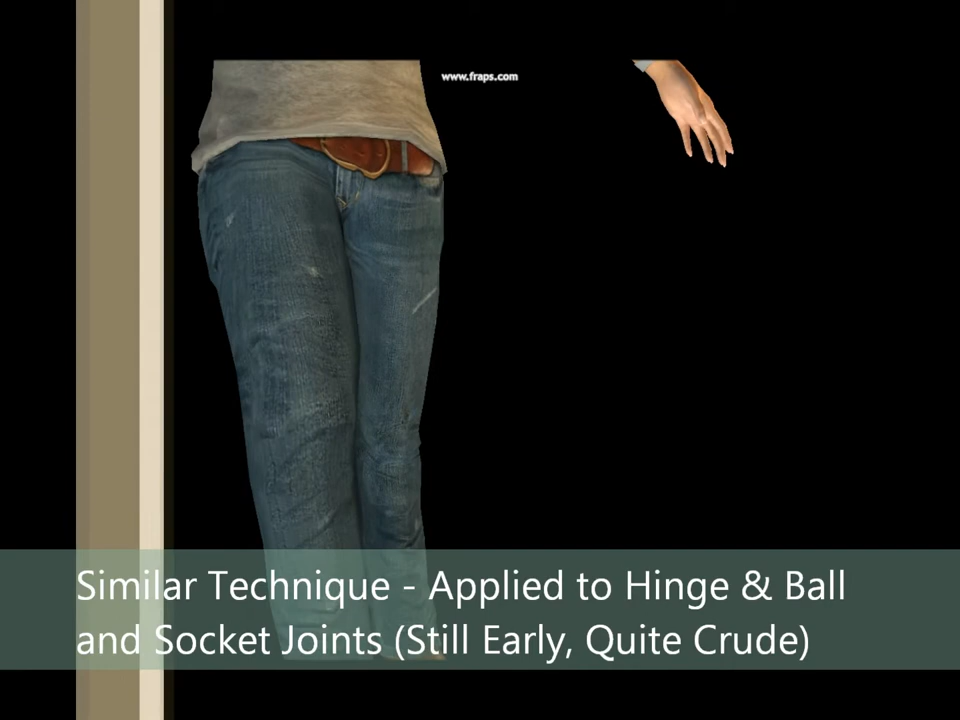 www.fraps.com
Similar Technique - Applied to Hinge & Ball
and Socket Joints (Still Early, Quite Crude)